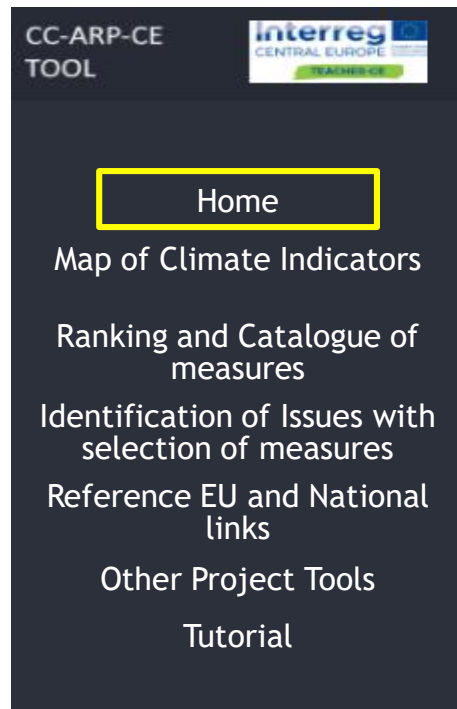 CC-ARP-CE
TOOL
Interreg
CENTRAL EUROPE
TEACHER-CE
Home
Map of Climate Indicators
Ranking and Catalogue of
measures
Identification of Issues with
selection of measures
Reference EU and National
links
Other Project Tools
Tutorial